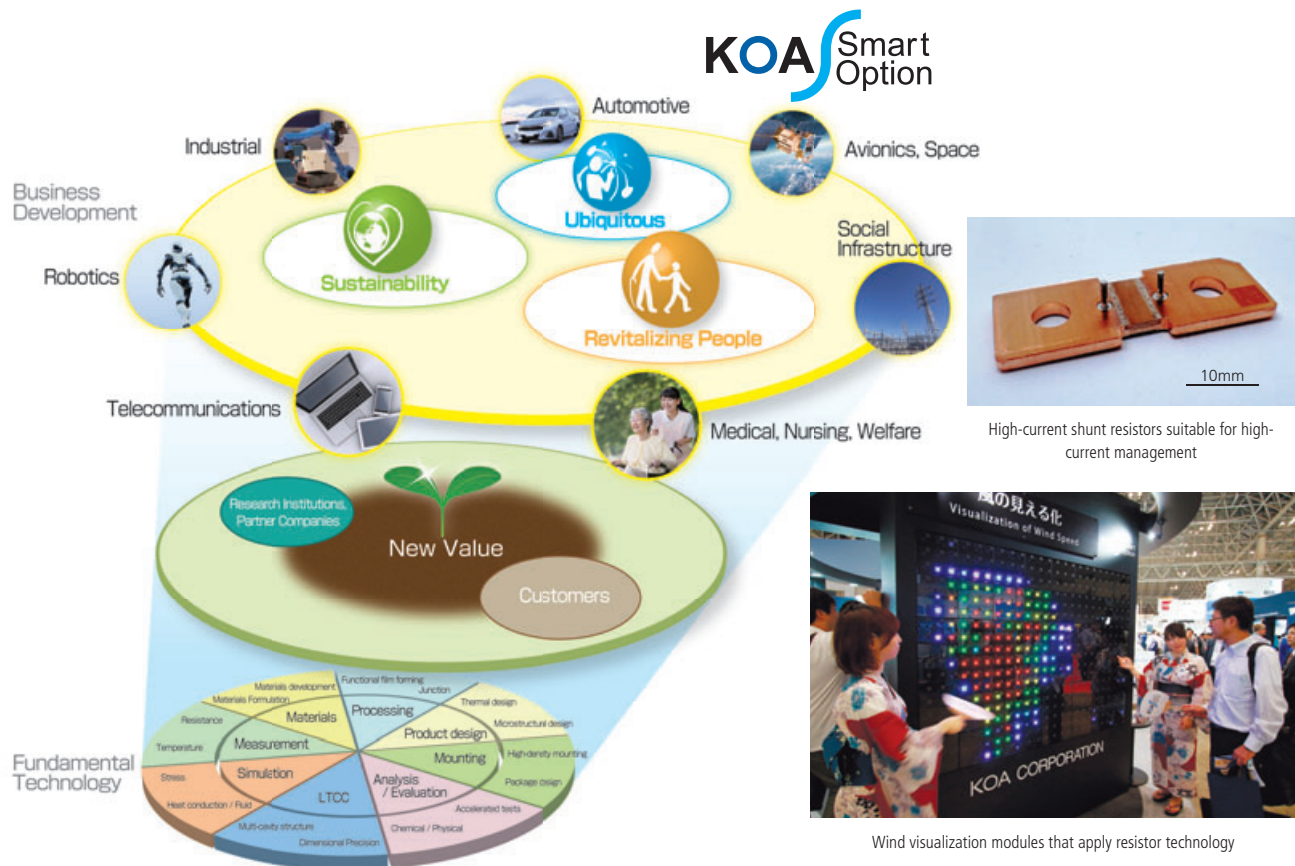 KOA Smart
Option
Automotive
Industrial
Avionics, Space
Business
Development
Ubiquitous
Social
Infrastructure
Robotics
Sustainability
Revitalizing People
10mm
Telecommunications
Medical, Nursing, Welfare
High-current shunt resistors suitable for high-
current management
Research Institutions,
Partner Companies
New Value
Customers
風の見える化
Visualization of Wind Speed
KOA CORPORATION
Wind visualization modules that apply resistor technology
Fundamental
Technology
Functional film forming
Materials development
Junction
Materials Formulation
Thermal design
Materials
Processing
Resistance
Microstructural design
Product design
Measurement
Temperature
High-density mounting
Mounting
Simulation
Stress
Analysis
/ Evaluation
Package design
LTCC
Heat conduction / Fluid
Accelerated tests
Multi-cavity structure
Chemical / Physical
Dimensional Precision